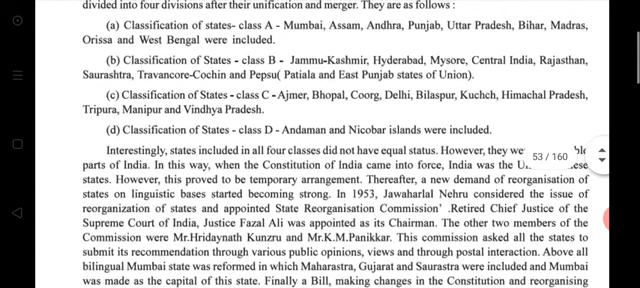 divided into four divisions after their unification and merger. They are as follows :
(a) Classification of states- class A - Mumbai, Assam, Andhra, Punjab, Uttar Pradesh, Bihar, Madras,
Orissa and West Bengal were included.
(b) Classification of States - class B - Jammu-Kashmir, Hyderabad, Mysore, Central India, Rajasthan,
Saurashtra, Travancore-Cochin and Pepsu( Patiala and East Punjab states of Union).
(c) Classification of States - class C - Ajmer, Bhopal, Coorg, Delhi, Bilaspur, Kuchch, Himachal Pradesh,
Tripura, Manipur and Vindhya Pradesh.
(d) Classification of States - class D - Andaman and Nicobar islands were included.
Interestingly, states included in all four classes did not have equal status. However, they
53 / 160
parts of India. In this way, when the Constitution of India came into force, India was the
states. However, this proved to be temporary arrangement. Thereafter, a new demand of reorganisation of
states on linguistic bases started becoming strong. In 1953, Jawaharlal Nehru considered the issue of
reorganization of states and appointed State Reorganisation Commission' .Retired Chief Justice of the
Supreme Court of India, Justice Fazal Ali was appointed as its Chairman. The other two members of the
Commission were Mr.Hridaynath Kunzru and Mr.K.M.Panikkar. This commission asked all the states to
submit its recommendation through various public opinions, views and through postal interaction. Above all
bilingual Mumbai state was reformed in which Maharastra, Gujarat and Saurastra were included and Mumbai
was made as the capital of this state. Finally a Bill, making changes in the Constitution and reorganising